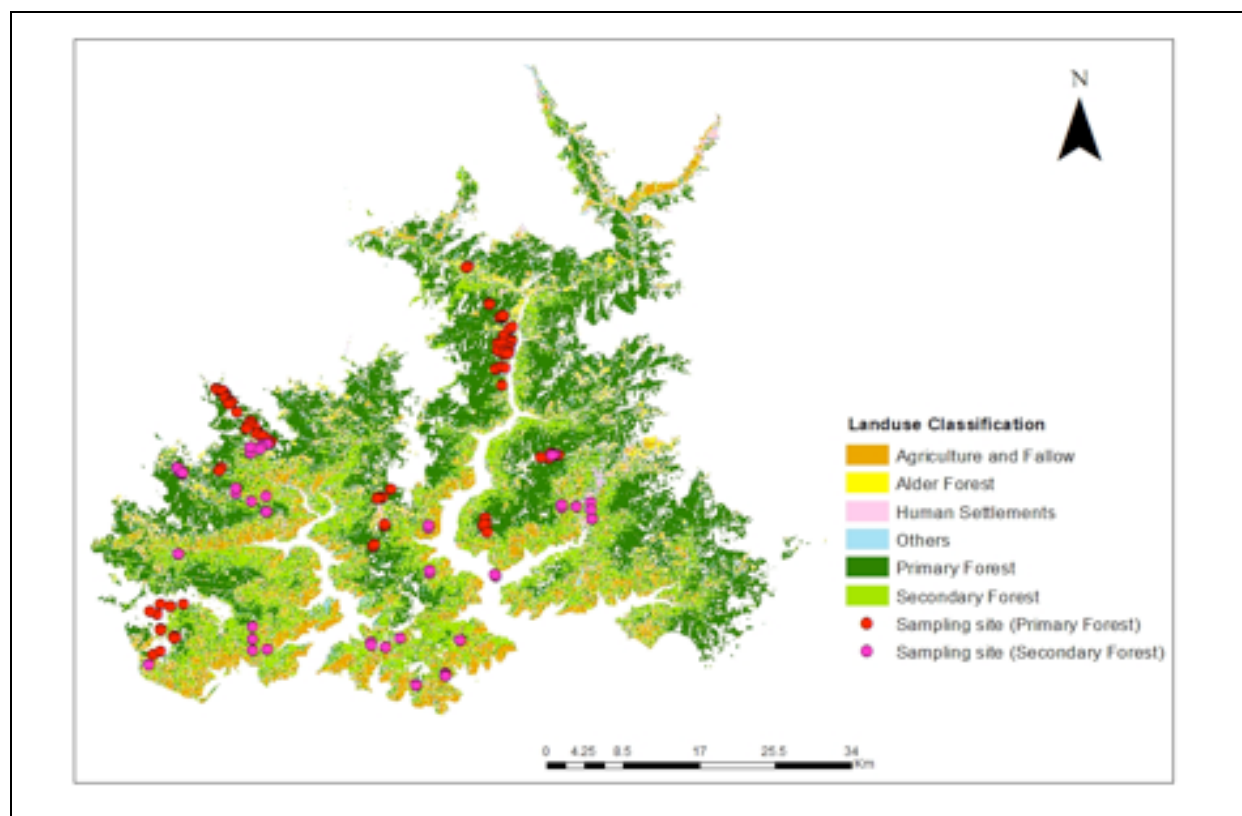 N
Landuse Classification
Agriculture and Fallow
Alder Forest
Human Settlements
Others
Primary Forest
Secondary Forest
Sampling site (Primary Forest)
Sampling site (Secondary Forest)
0 4.25 8.5 17 25.5 34
Km